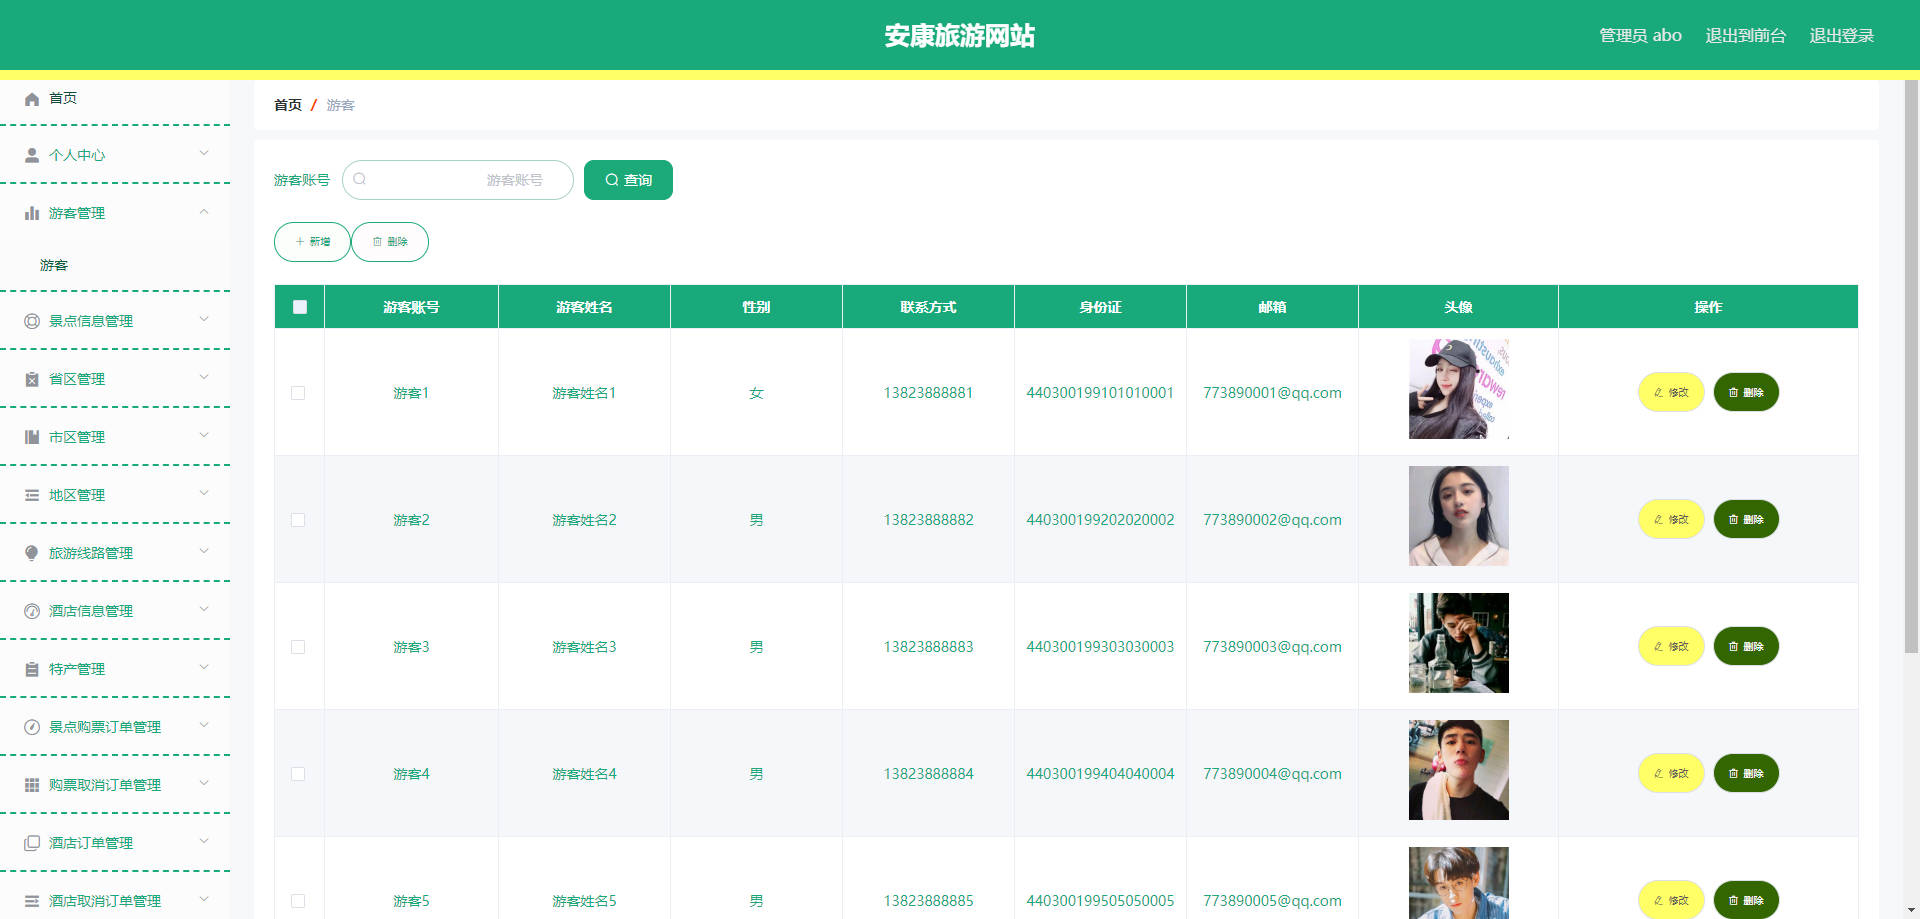 安康旅游网站
管理员 abo 退出到前台 退出登录
首页
个人中心
游客管理
游客
景点信息管理
省区管理
市区管理
地区管理
旅游线路管理
酒店信息管理
特产管理
景点购票订单管理
购票取消订单管理
酒店订单管理
酒店取消订单管理
首页 / 游客
游客账号 游客账号 查询
新增 删除
游客账号 游客姓名 性别 联系方式 身份证 邮箱 头像 操作
游客1 游客姓名1 女 13823888881 440300199101010001 773890001@qq.com 修改 删除
游客2 游客姓名2 男 13823888882 440300199202020002 773890002@qq.com 修改 删除
游客3 游客姓名3 男 13823888883 440300199303030003 773890003@qq.com 修改 删除
游客4 游客姓名4 男 13823888884 440300199404040004 773890004@qq.com 修改 删除
游客5 游客姓名5 男 13823888885 440300199505050005 773890005@qq.com 修改 删除